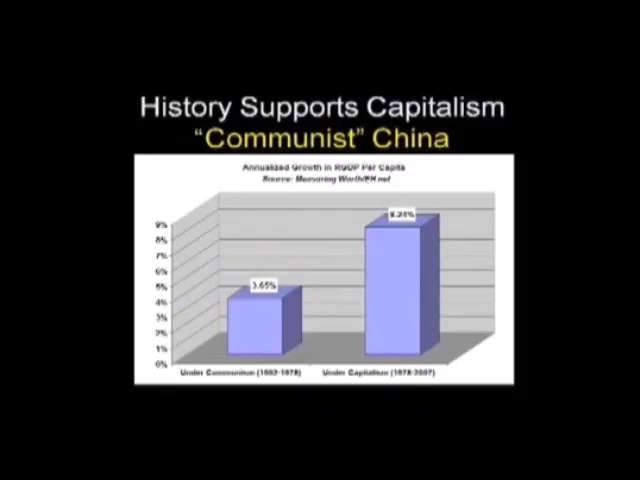 History Supports Capitalism
“Communist” China
Annualized Growth in RGDP Per Capita
Source: Measuring Worth/EH.net
9%
8%
7%
6%
5%
4%
3%
2%
1%
0%
3.65%
8.24%
Under Communism (1952-1978)
Under Capitalism (1978-2007)